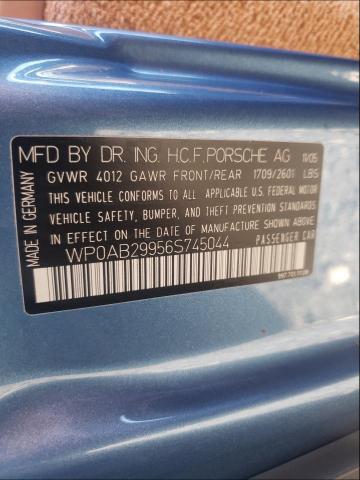 MFD BY DR. ING. H.C.F. PORSCHE AG 11/05
GVWR 4012 GAWR FRONT/REAR 1709/2601 LBS
THIS VEHICLE CONFORMS TO ALL APPLICABLE U.S. FEDERAL MOTOR
VEHICLE SAFETY, BUMPER, AND THEFT PREVENTION STANDARDS
IN EFFECT ON THE DATE OF MANUFACTURE SHOWN ABOVE
WP0AB29956S745044 PASSENGER CAR
MADE IN GERMANY